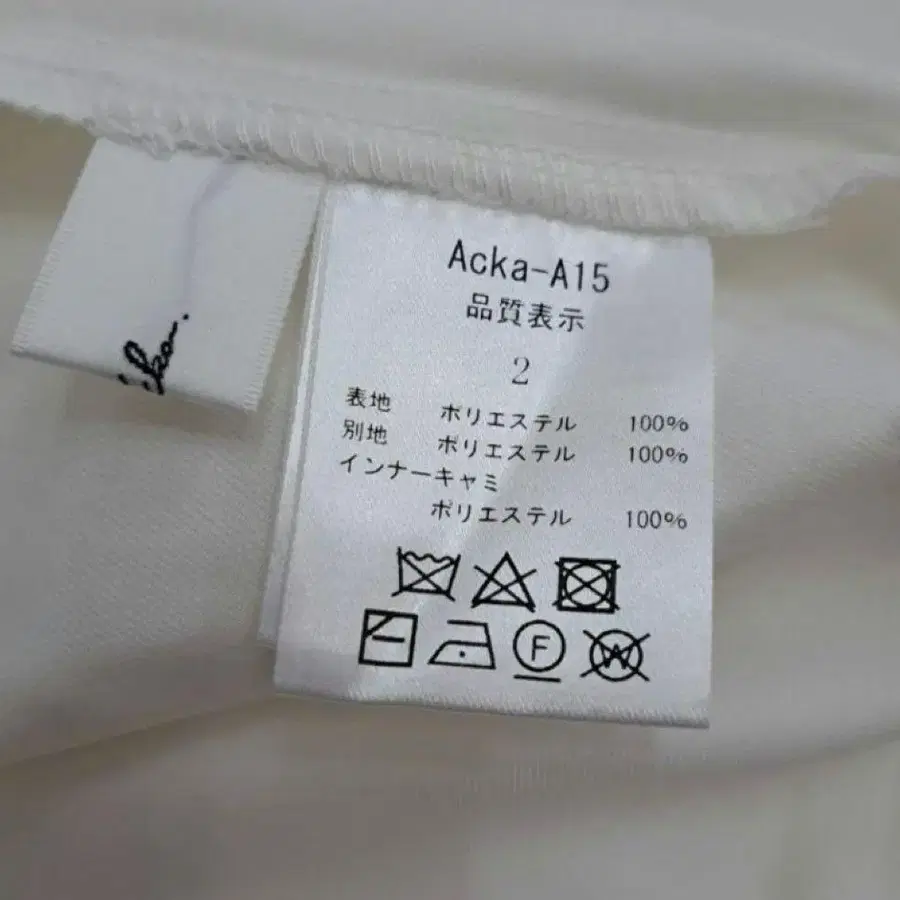 Acka-A15
品質表示
2
表地 ポリエステル 100%
別地 ポリエステル 100%
インナーキャミ
ポリエステル 100%
F
W